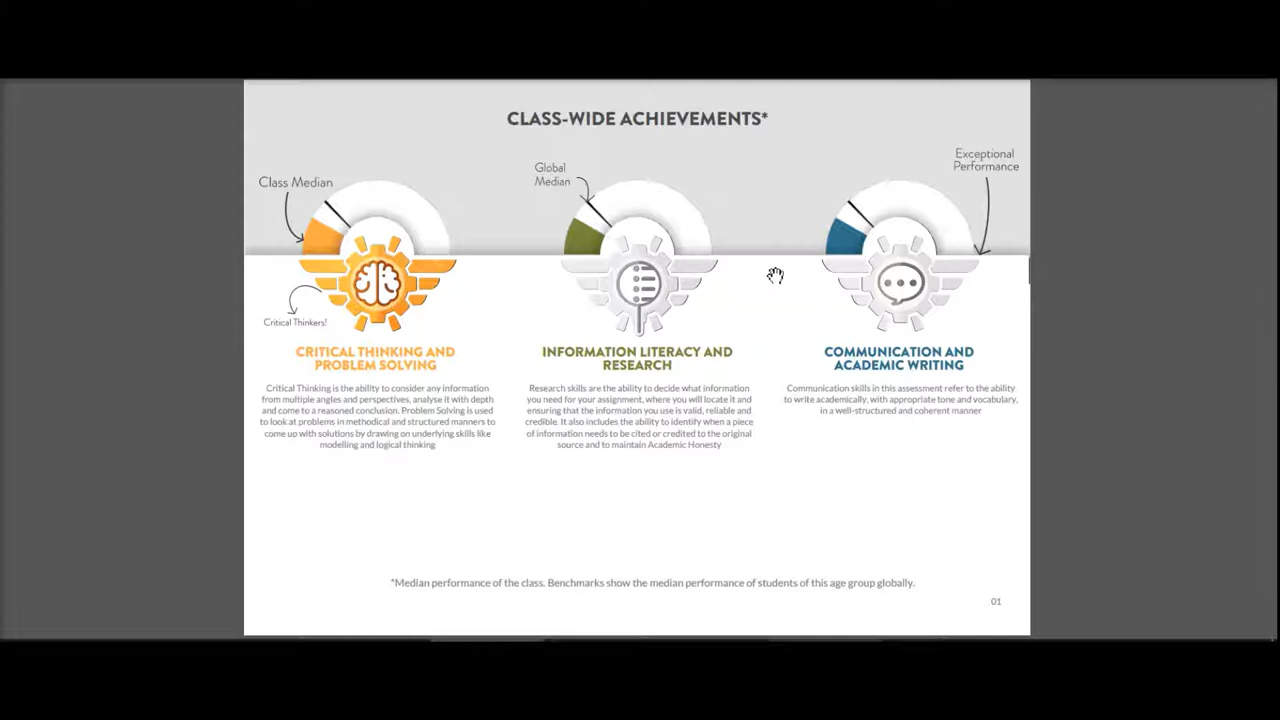 CLASS-WIDE ACHIEVEMENTS*
Class Median
Global
Median
Exceptional
Performance
Critical Thinkers!
CRITICAL THINKING AND
PROBLEM SOLVING
Critical Thinking is the ability to consider any information
from multiple angles and perspectives, analyse it with depth
and come to a reasoned conclusion. Problem Solving is used
to look at problems in methodical and structured manners to
come up with solutions by drawing on underlying skills like
modelling and logical thinking
INFORMATION LITERACY AND
RESEARCH
Research skills are the ability to decide what information
you need for your assignment, where you will locate it and
ensuring that the information you use is valid, reliable and
credible. It also includes the ability to identify when a piece
of information needs to be cited or credited to the original
source and to maintain Academic Honesty
COMMUNICATION AND
ACADEMIC WRITING
Communication skills in this assessment refer to the ability
to write academically, with appropriate tone and vocabulary,
in a well-structured and coherent manner
*Median performance of the class. Benchmarks show the median performance of students of this age group globally.
01